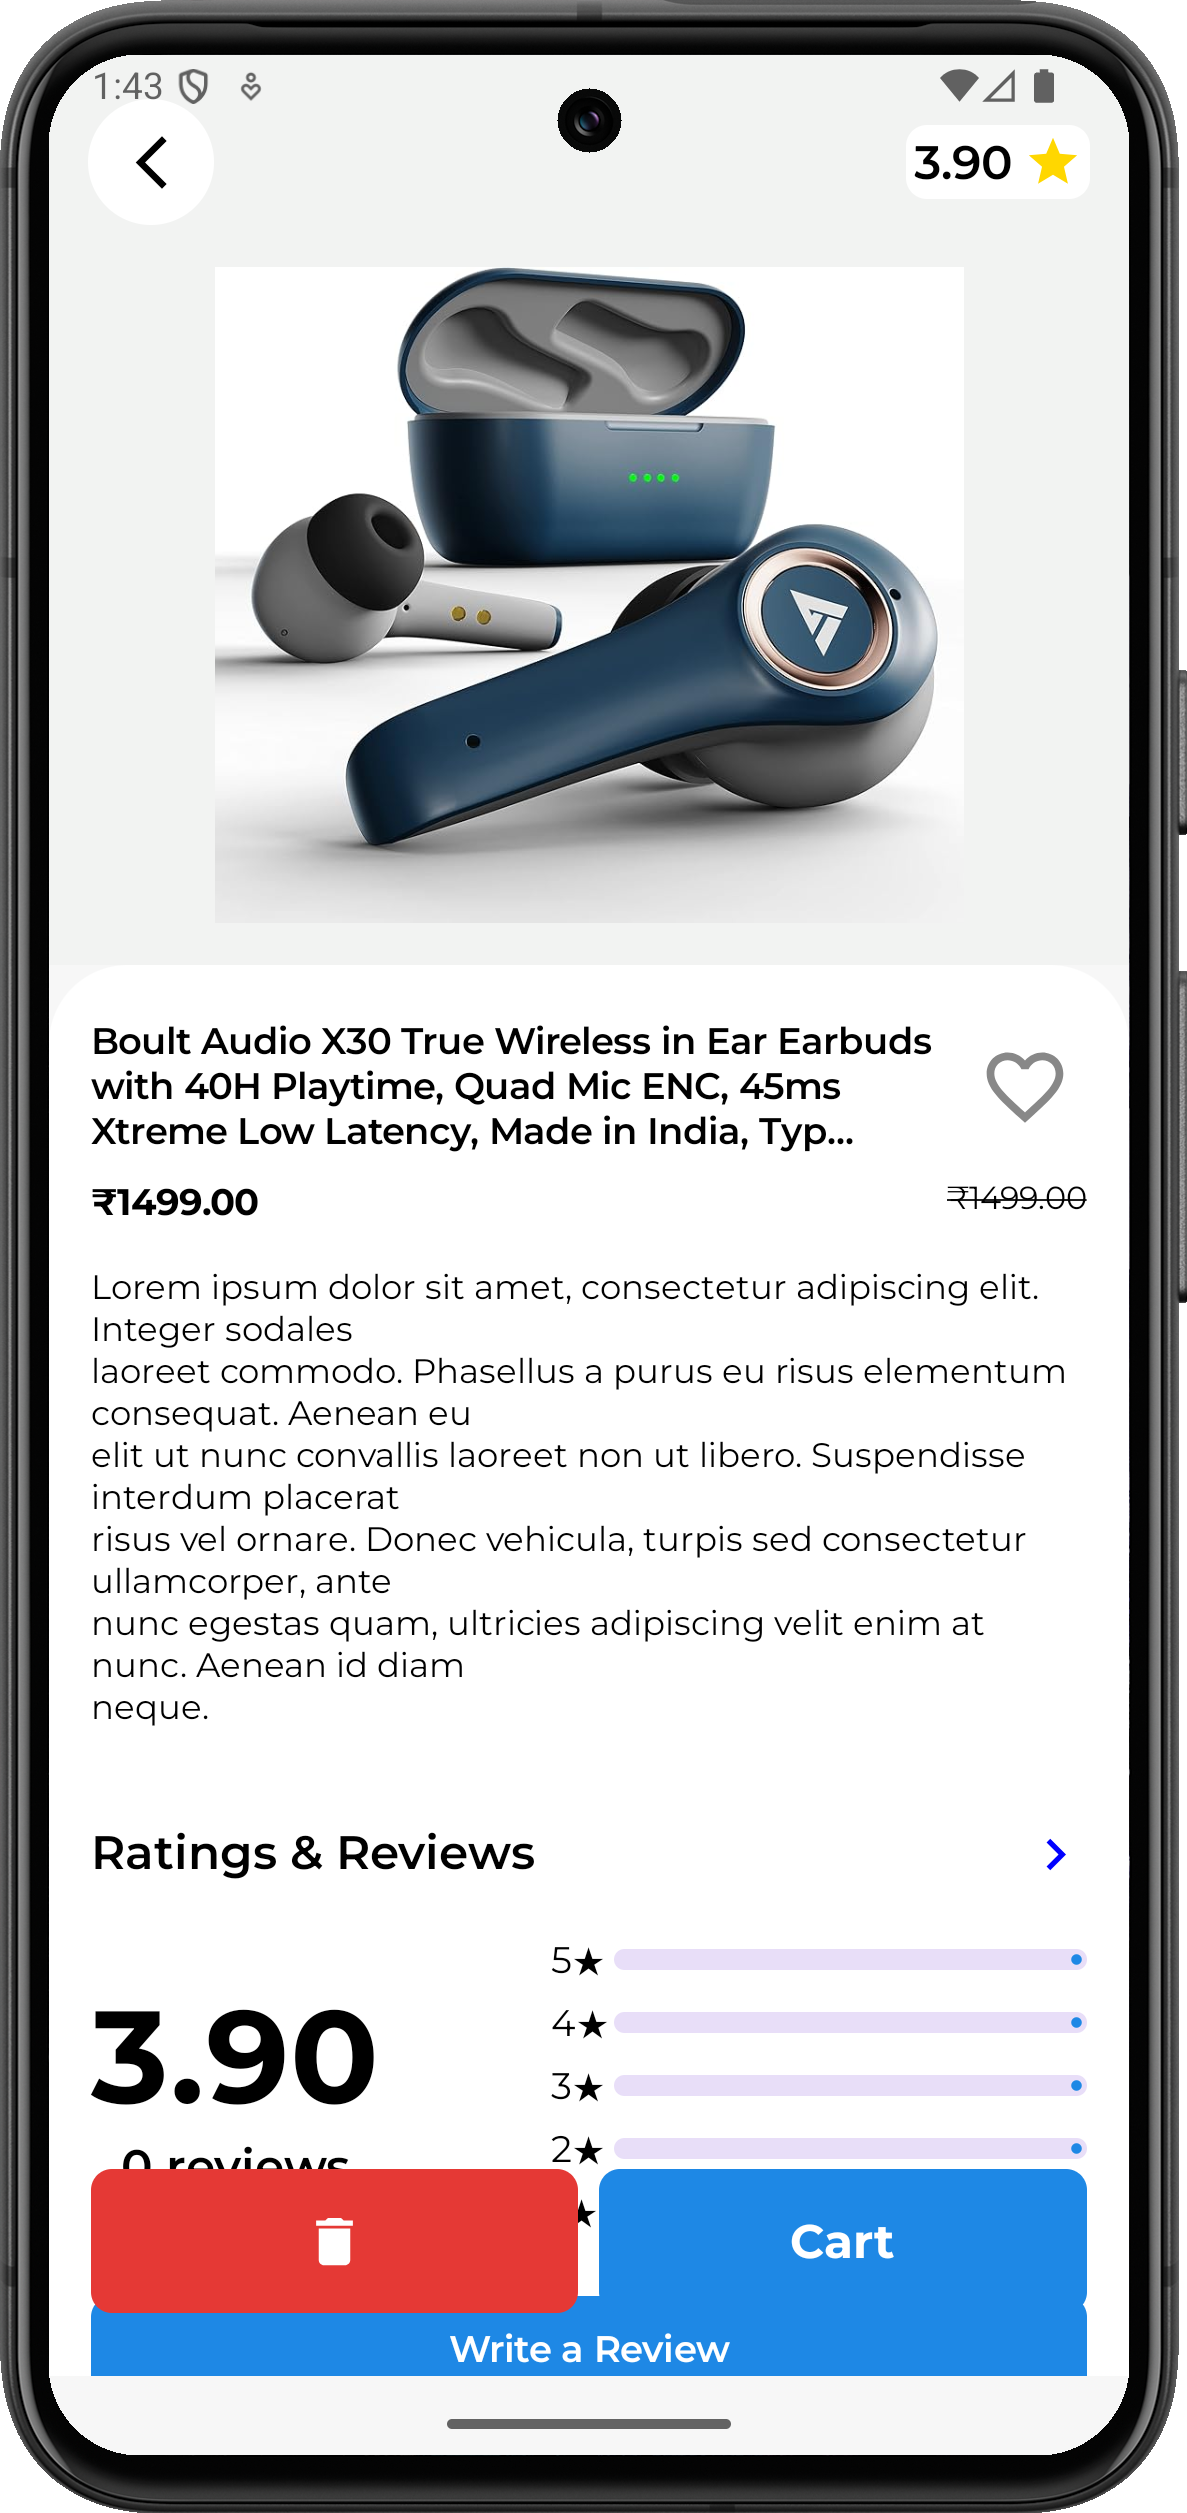 1:43
3.90
Boult Audio X30 True Wireless in Ear Earbuds
with 40H Playtime, Quad Mic ENC, 45ms
Xtreme Low Latency, Made in India, Typ...
₹1499.00
₹1499.00
Lorem ipsum dolor sit amet, consectetur adipiscing elit.
Integer sodales
laoreet commodo. Phasellus a purus eu risus elementum
consequat. Aenean eu
elit ut nunc convallis laoreet non ut libero. Suspendisse
interdum placerat
risus vel ornare. Donec vehicula, turpis sed consectetur
ullamcorper, ante
nunc egestas quam, ultricies adipiscing velit enim at
nunc. Aenean id diam
neque.
Ratings & Reviews
5★
4★
3.90
3★
2★
0 reviews
★
Cart
Write a Review